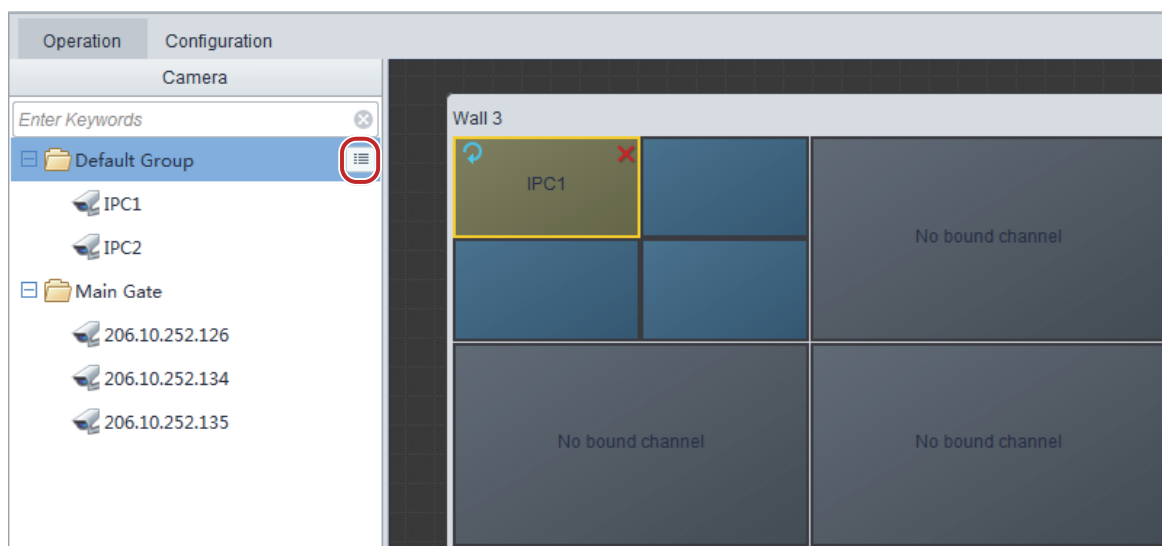 Operation Configuration
Camera
Enter Keywords
Default Group
IPC1
IPC2
Main Gate
206.10.252.126
206.10.252.134
206.10.252.135
Wall 3
IPC1
No bound channel
No bound channel
No bound channel